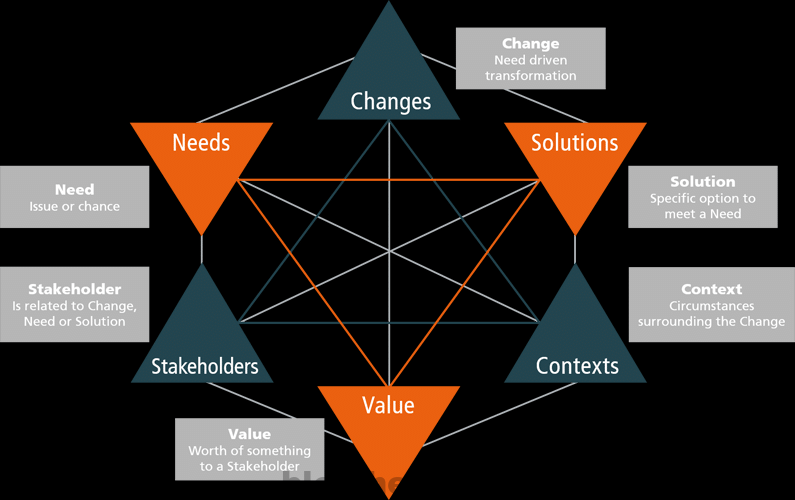 Changes
Change
Need driven
transformation
Needs
Solutions
Need
Issue or chance
Solution
Specific option to
meet a Need
Stakeholder
Is related to Change,
Need or Solution
Context
Circumstances
surrounding the Change
Stakeholders
Contexts
Value
Value
Worth of something
to a Stakeholder